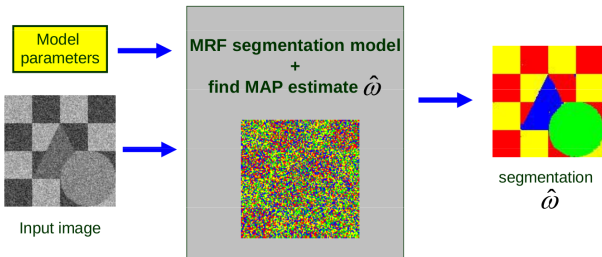 Model
parameters
Input image
MRF segmentation model
+
find MAP estimate ω̂
segmentation
ω̂